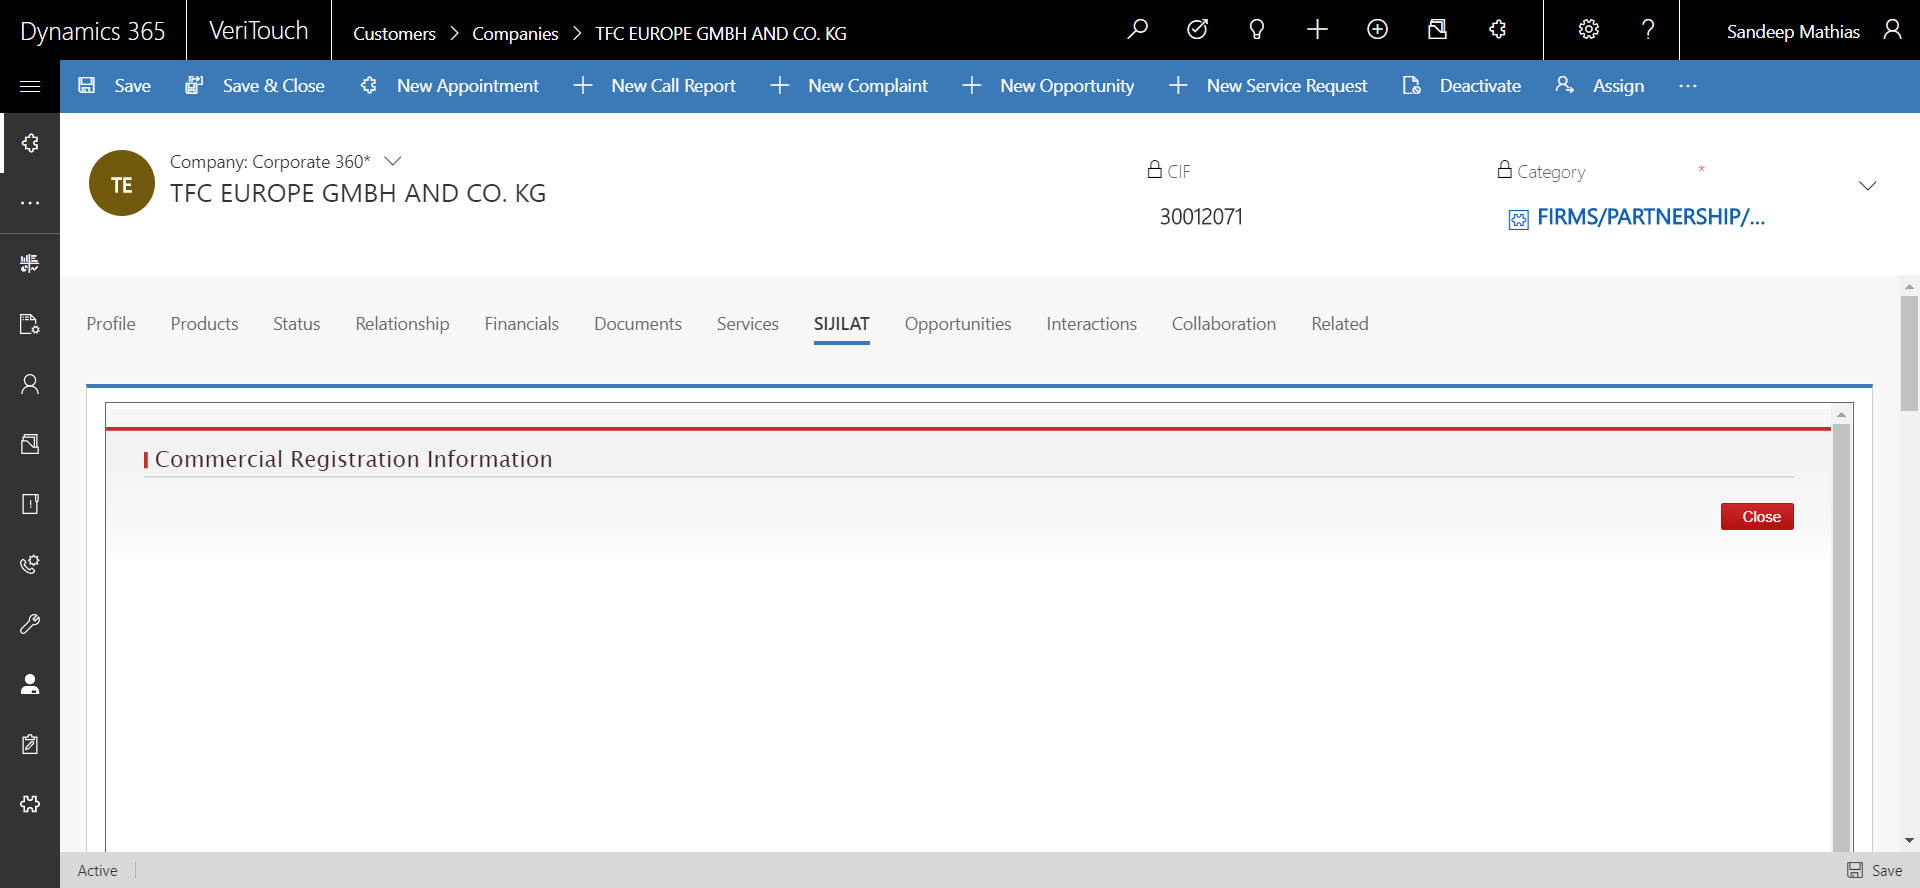 Dynamics 365 VeriTouch Customers > Companies > TFC EUROPE GMBH AND CO. KG Sandeep Mathias
Save Save & Close New Appointment New Call Report New Complaint New Opportunity New Service Request Deactivate Assign ...
TE
Company: Corporate 360*
TFC EUROPE GMBH AND CO. KG
CIF
30012071
Category *
FIRMS/PARTNERSHIP/...
Profile Products Status Relationship Financials Documents Services SIJILAT Opportunities Interactions Collaboration Related
Commercial Registration Information
Close
Active Save